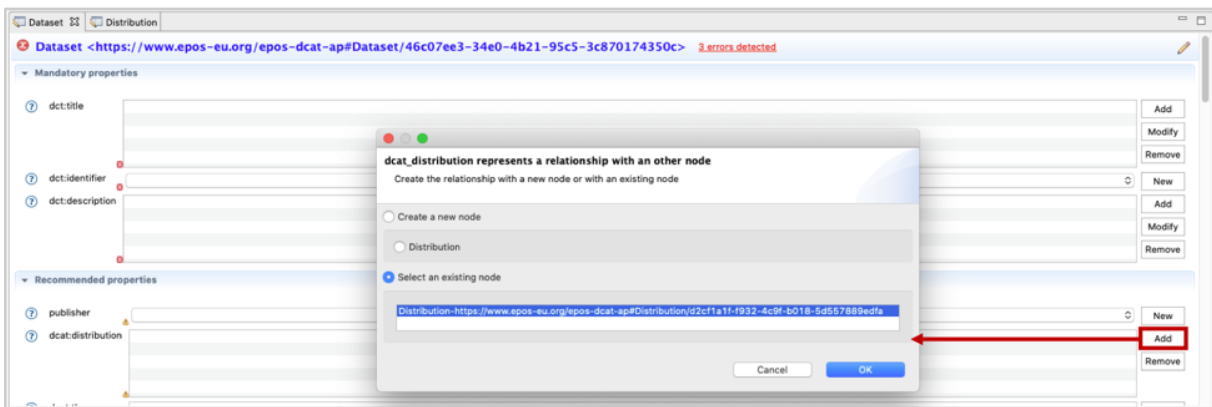 Dataset Distribution
Dataset <https://www.epos-eu.org/epos-dcat-ap#Dataset/46c07ee3-34e0-4b21-95c5-3c870174350c> 3 errors detected
Mandatory properties
dct:title
Add
Modify
Remove
dct:identifier
New
dct:description
Add
Modify
Remove
dcat_distribution represents a relationship with an other node
Create the relationship with a new node or with an existing node
Create a new node
Distribution
Select an existing node
Distribution-https://www.epos-eu.org/epos-dcat-ap#Distribution/d2cf1a1f-f932-4c9f-b018-5d557889edfa
Cancel OK
Recommended properties
publisher
New
dcat:distribution
Add
Remove